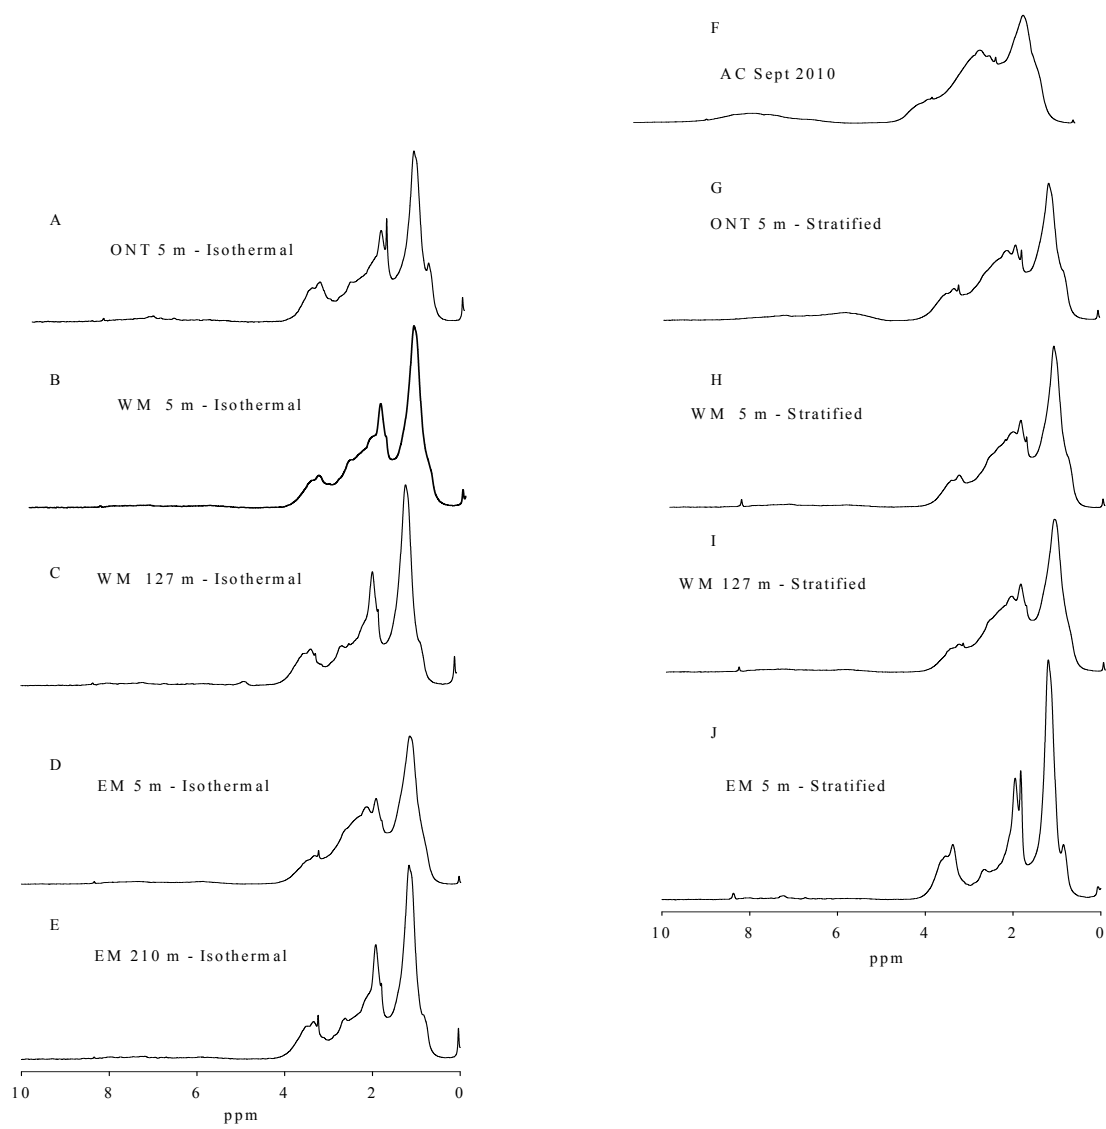 A
ONT 5 m - Isothermal
B
WM 5 m - Isothermal
C
WM 127 m - Isothermal
D
EM 5 m - Isothermal
E
EM 210 m - Isothermal
10 8 6 4 2 0
ppm
F
AC Sept 2010
G
ONT 5 m - Stratified
H
WM 5 m - Stratified
I
WM 127 m - Stratified
J
EM 5 m - Stratified
10 8 6 4 2 0
ppm